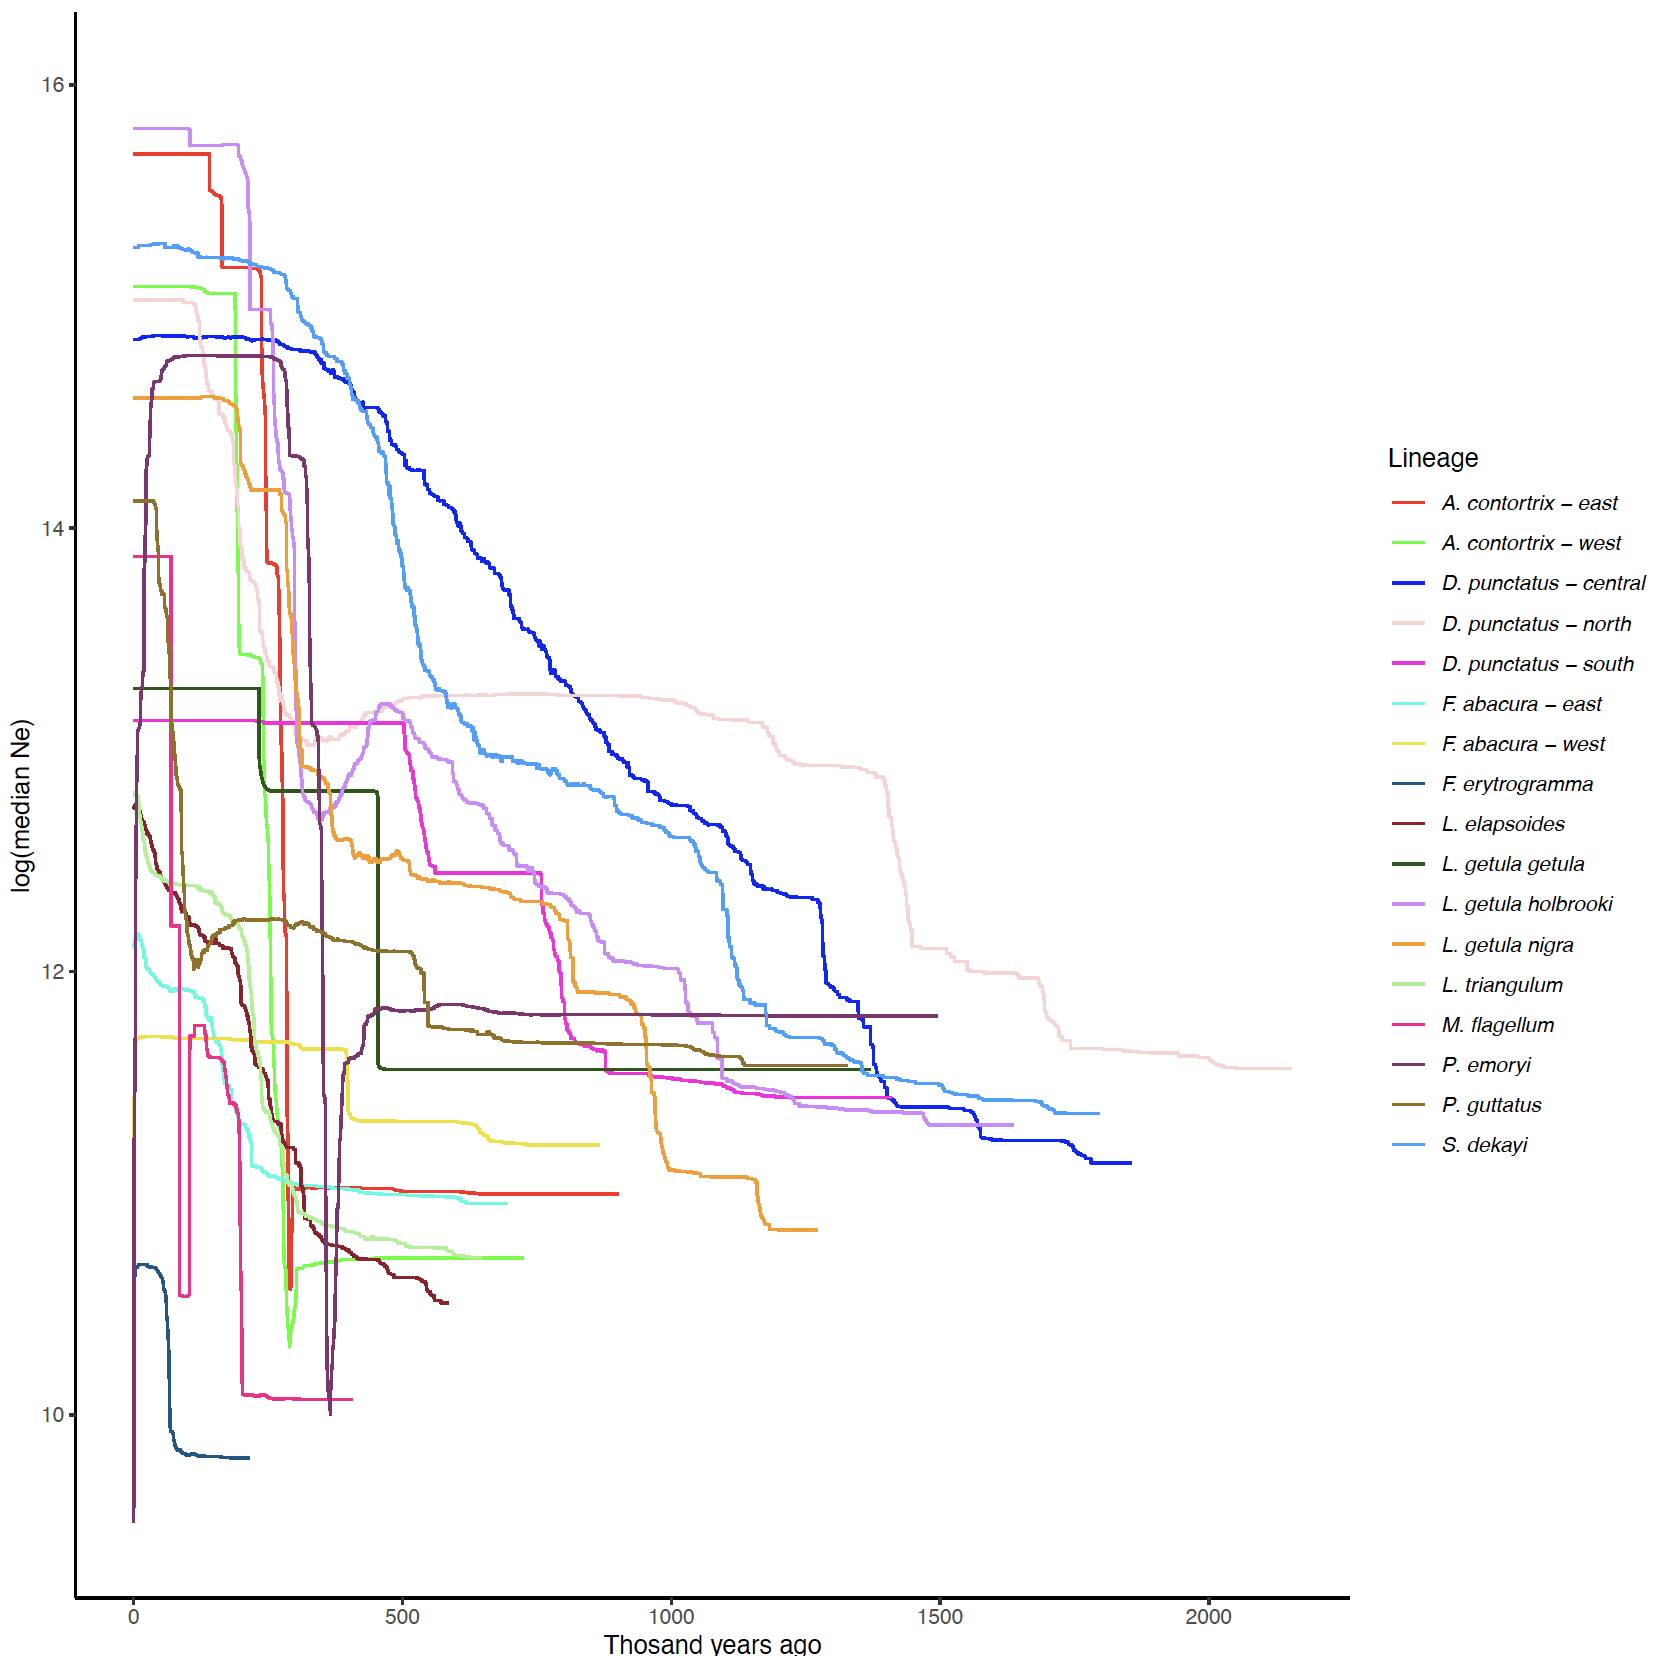 16
14
12
10
log(median Ne)
0
500
1000
1500
2000
Thosand years ago
Lineage
A. contortrix – east
A. contortrix – west
D. punctatus – central
D. punctatus – north
D. punctatus – south
F. abacura – east
F. abacura – west
F. erytrogramma
L. elapsoides
L. getula getula
L. getula holbrooki
L. getula nigra
L. triangulum
M. flagellum
P. emoryi
P. guttatus
S. dekayi